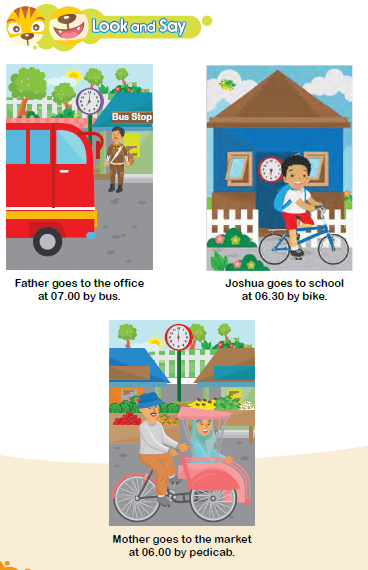 Look and Say
Bus Stop
Father goes to the office
at 07.00 by bus.
Joshua goes to school
at 06.30 by bike.
Mother goes to the market
at 06.00 by pedicab.